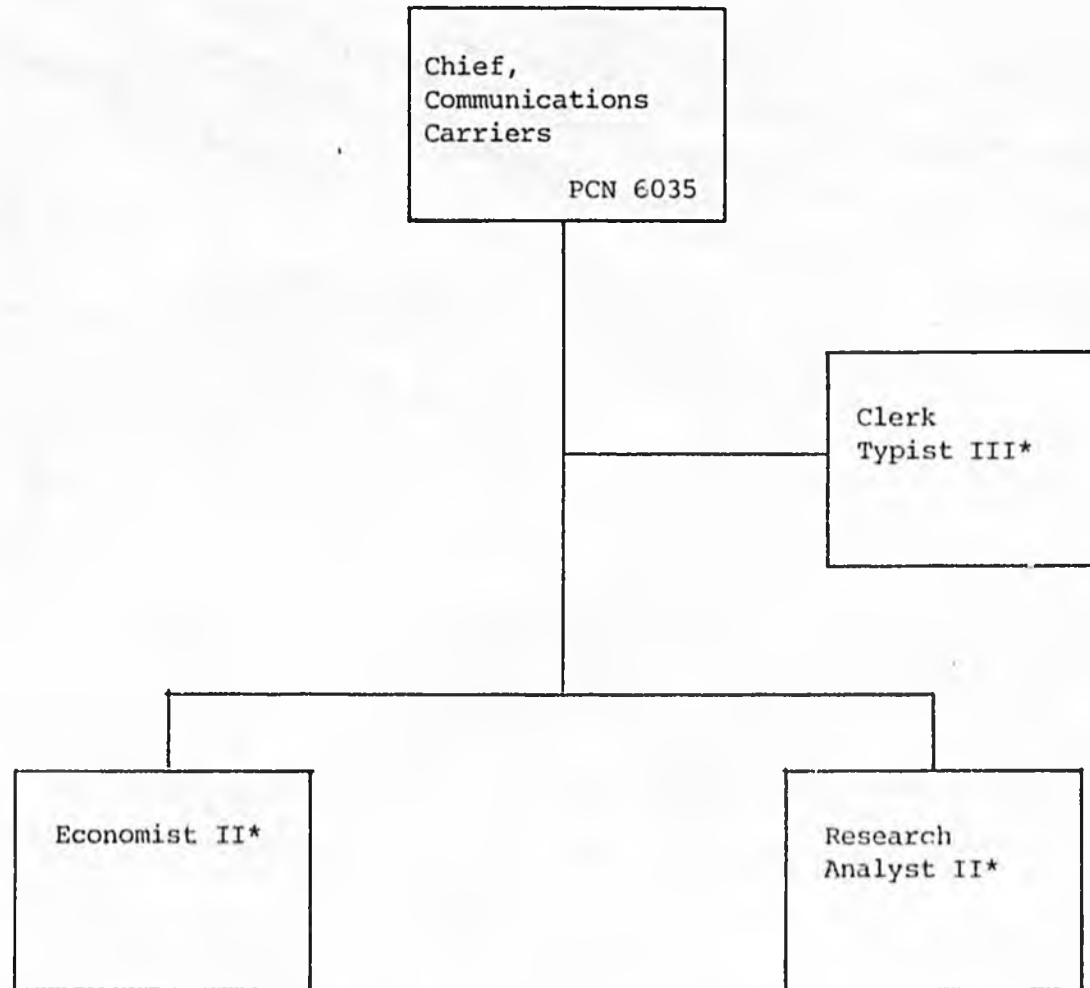 Chief,
Communications
Carriers
PCN 6035
Clerk
Typist III*
Economist II*
Research
Analyst II*